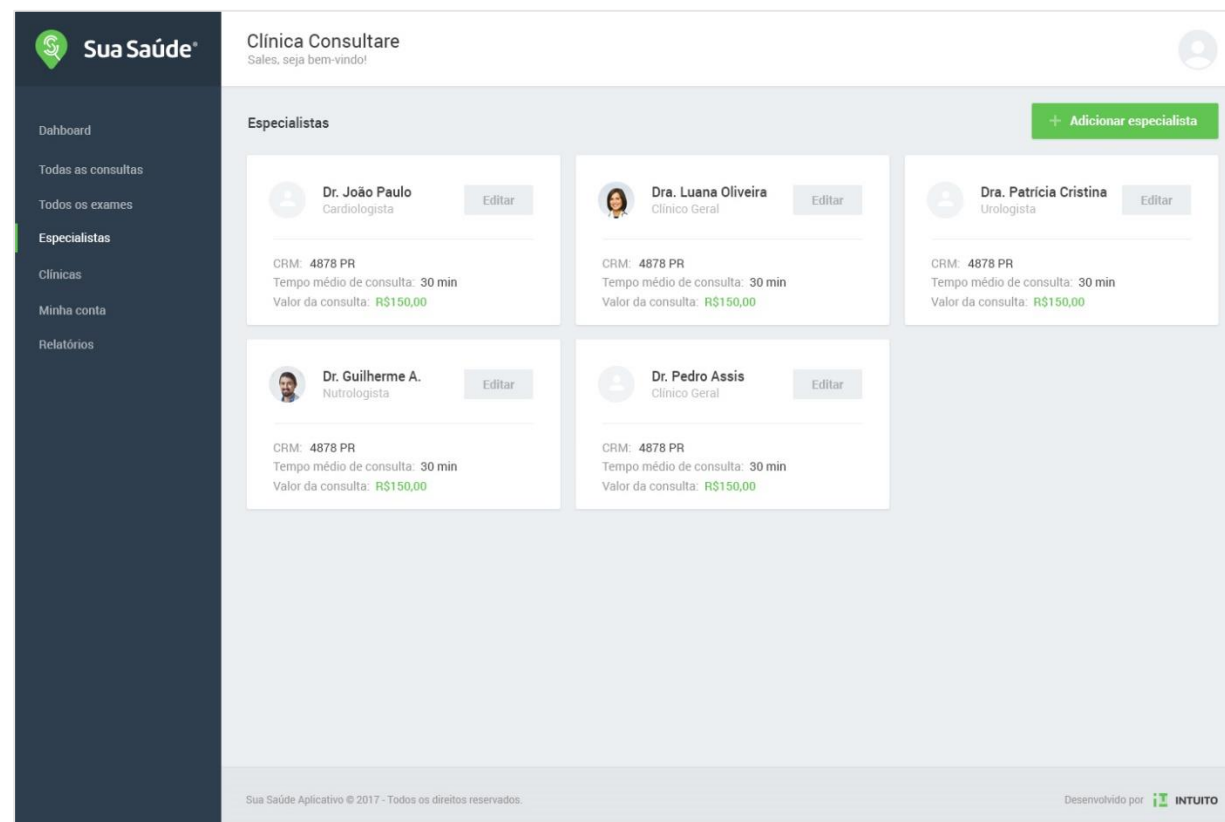 Sua Saúde®
Clínica Consultare
Sales, seja bem-vindo!
Dahboard
Todas as consultas
Todos os exames
Especialistas
Clínicas
Minha conta
Relatórios
Especialistas
+ Adicionar especialista
Dr. João Paulo
Cardiologista
Editar
CRM: 4878 PR
Tempo médio de consulta: 30 min
Valor da consulta: R$150,00
Dra. Luana Oliveira
Clínico Geral
Editar
CRM: 4878 PR
Tempo médio de consulta: 30 min
Valor da consulta: R$150,00
Dra. Patrícia Cristina
Urologista
Editar
CRM: 4878 PR
Tempo médio de consulta: 30 min
Valor da consulta: R$150,00
Dr. Guilherme A.
Nutrologista
Editar
CRM: 4878 PR
Tempo médio de consulta: 30 min
Valor da consulta: R$150,00
Dr. Pedro Assis
Clínico Geral
Editar
CRM: 4878 PR
Tempo médio de consulta: 30 min
Valor da consulta: R$150,00
Sua Saúde Aplicativo © 2017 - Todos os direitos reservados.
Desenvolvido por INTUITO